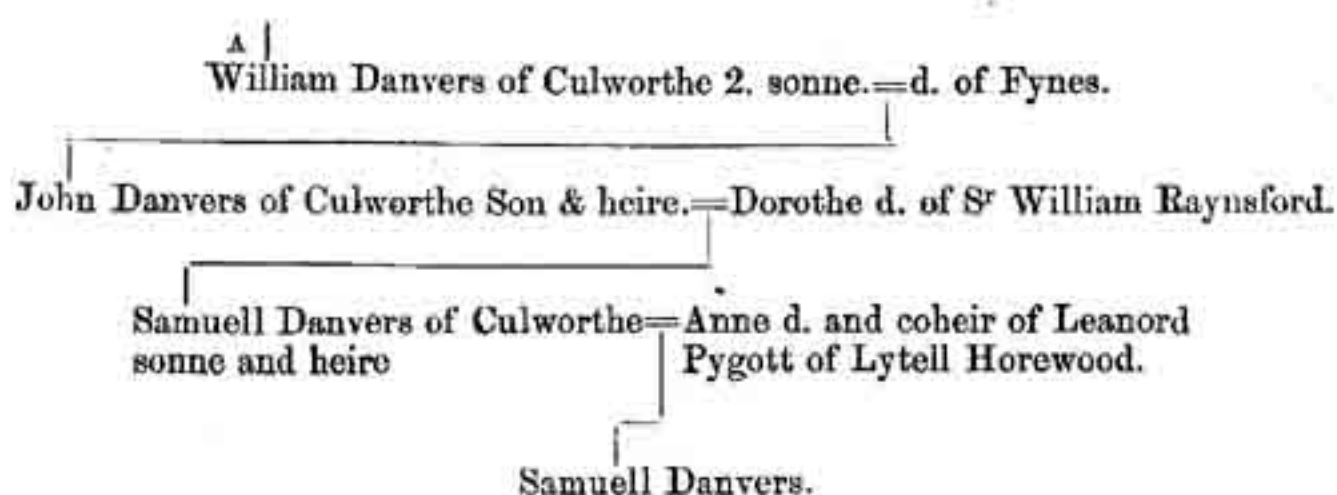 A
William Danvers of Culworthe 2. sonne.=d. of Fynes.
John Danvers of Culworthe Son & heire.=Dorothe d. of Sʳ William Raynsford.
Samuell Danvers of Culworthe=Anne d. and coheir of Leanord
sonne and heire Pygott of Lytell Horewood.
Samuell Danvers.